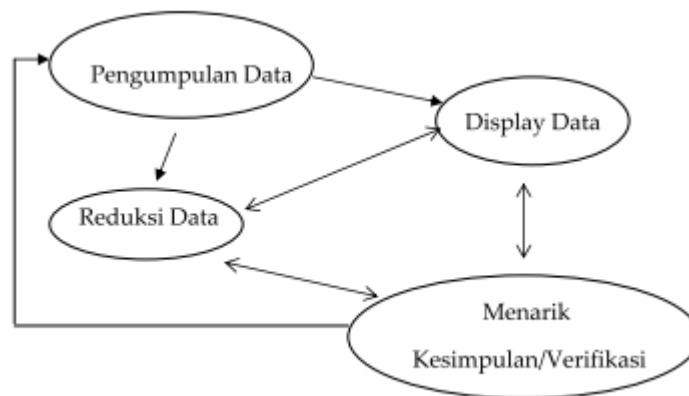 Pengumpulan Data
Display Data
Reduksi Data
Menarik
Kesimpulan/Verifikasi